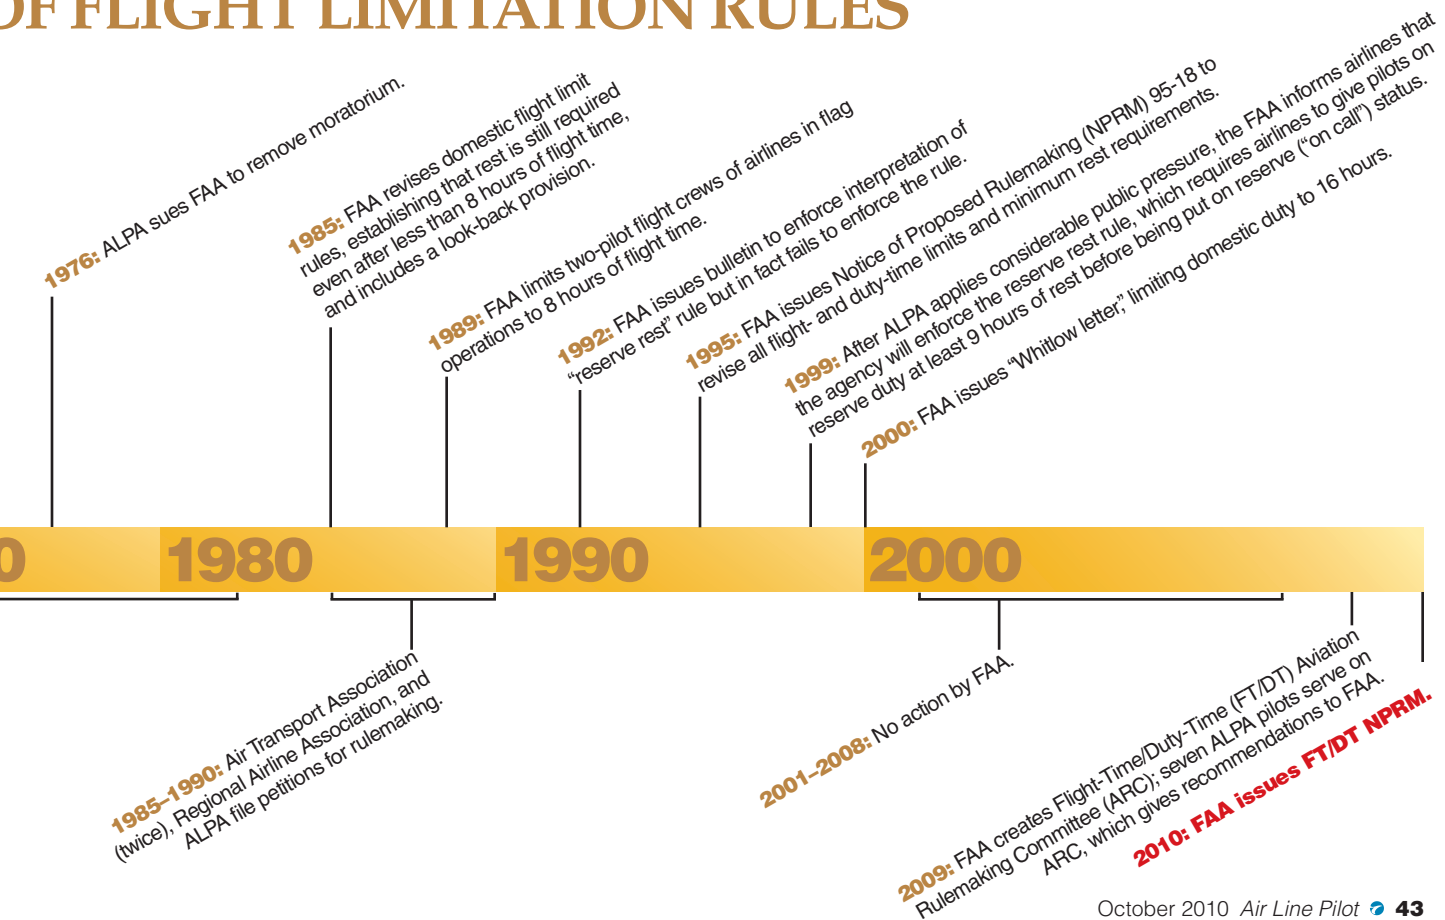 OF FLIGHT LIMITATION RULES
1976: ALPA sues FAA to remove moratorium.
1985: FAA revises domestic flight limit
rules, establishing that rest is still required
even after less than 8 hours of flight time,
and includes a look-back provision.
1989: FAA limits two-pilot flight crews of airlines in flag
operations to 8 hours of flight time.
1992: FAA issues bulletin to enforce interpretation of
“reserve rest” rule but in fact fails to enforce the rule.
1995: FAA issues Notice of Proposed Rulemaking (NPRM) 95-18 to
revise all flight- and duty-time limits and minimum rest requirements.
1999: After ALPA applies considerable public pressure, the FAA informs airlines that
the agency will enforce the reserve rest rule, which requires airlines to give pilots on
reserve duty at least 9 hours of rest before being put on reserve (“on call”) status.
2000: FAA issues “Whitlow letter,” limiting domestic duty to 16 hours.
0
1980
1990
2000
1985–1990: Air Transport Association
(twice), Regional Airline Association, and
ALPA file petitions for rulemaking.
2001–2008: No action by FAA.
2009: FAA creates Flight-Time/Duty-Time (FT/DT) Aviation
Rulemaking Committee (ARC); seven ALPA pilots serve on
ARC, which gives recommendations to FAA.
2010: FAA issues FT/DT NPRM.
October 2010 Air Line Pilot 43